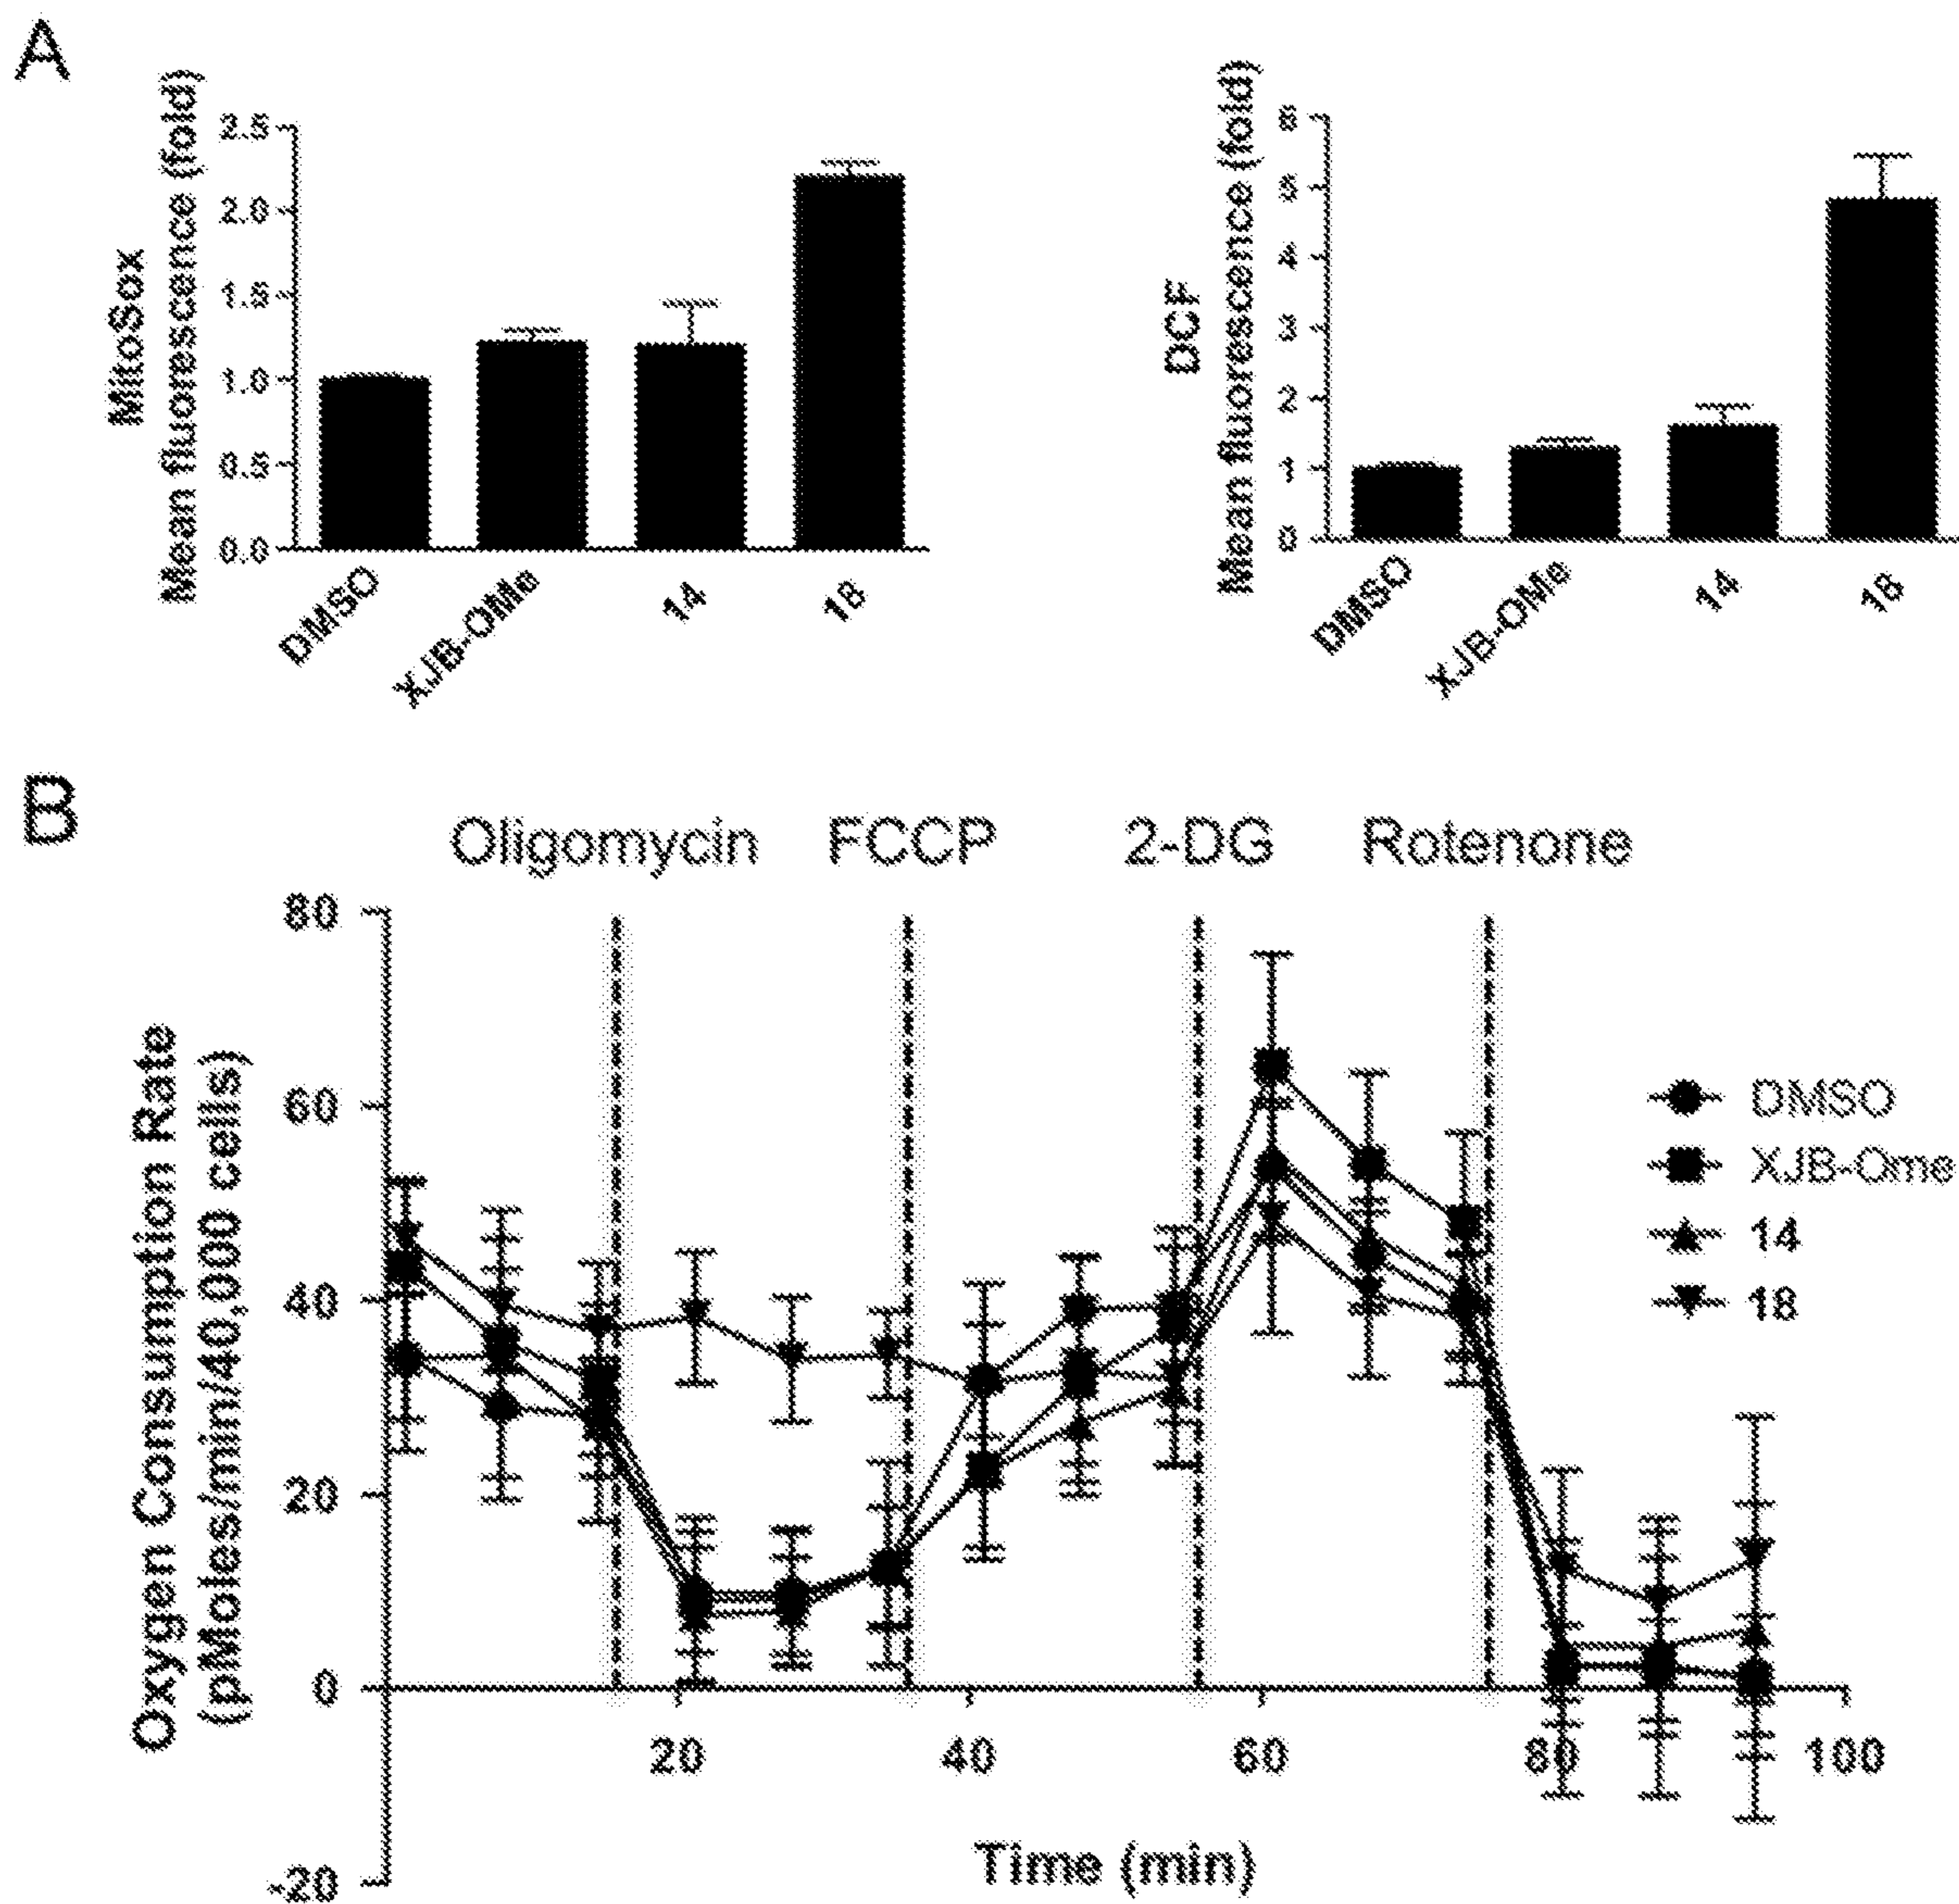 A
MitoSox
Mean fluorescence (fold)
2.5
2.0
1.5
1.0
0.5
0.0
DMSO
XJB-OMe
14
18
DCF
Mean fluorescence (fold)
6
5
4
3
2
1
0
DMSO
XJB-OMe
14
18
B
Oligomycin FCCP 2-DG Rotenone
Oxygen Consumption Rate
(pMoles/min/40,000 cells)
80
60
40
20
0
-20
20 40 60 80 100
Time (min)
DMSO
XJB-Ome
14
18